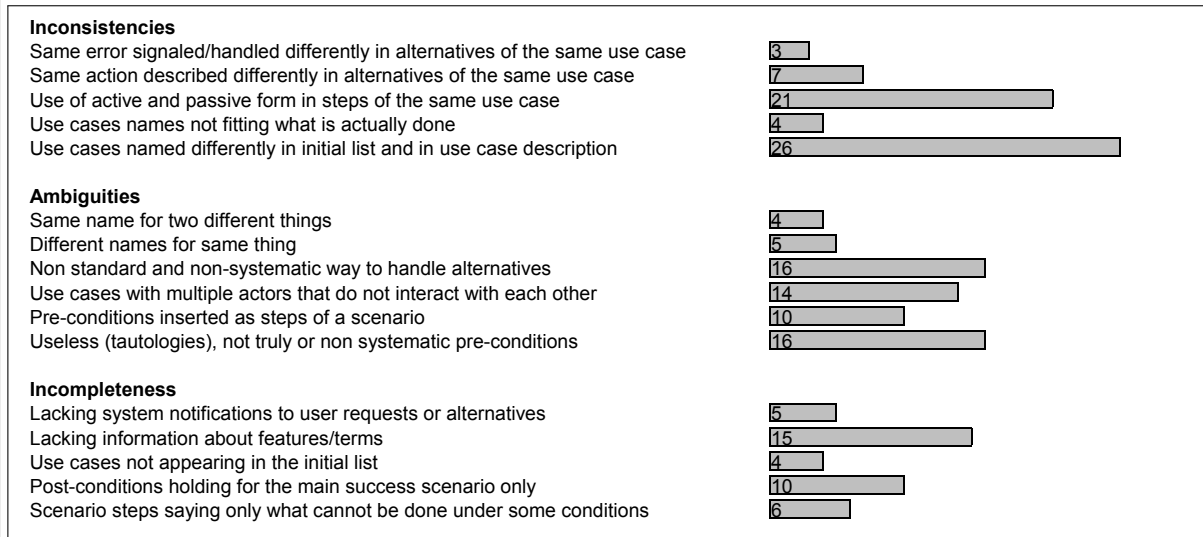 Inconsistencies
Same error signaled/handled differently in alternatives of the same use case 3
Same action described differently in alternatives of the same use case 7
Use of active and passive form in steps of the same use case 21
Use cases names not fitting what is actually done 4
Use cases named differently in initial list and in use case description 26
Ambiguities
Same name for two different things 4
Different names for same thing 5
Non standard and non-systematic way to handle alternatives 16
Use cases with multiple actors that do not interact with each other 14
Pre-conditions inserted as steps of a scenario 10
Useless (tautologies), not truly or non systematic pre-conditions 16
Incompleteness
Lacking system notifications to user requests or alternatives 5
Lacking information about features/terms 15
Use cases not appearing in the initial list 4
Post-conditions holding for the main success scenario only 10
Scenario steps saying only what cannot be done under some conditions 6